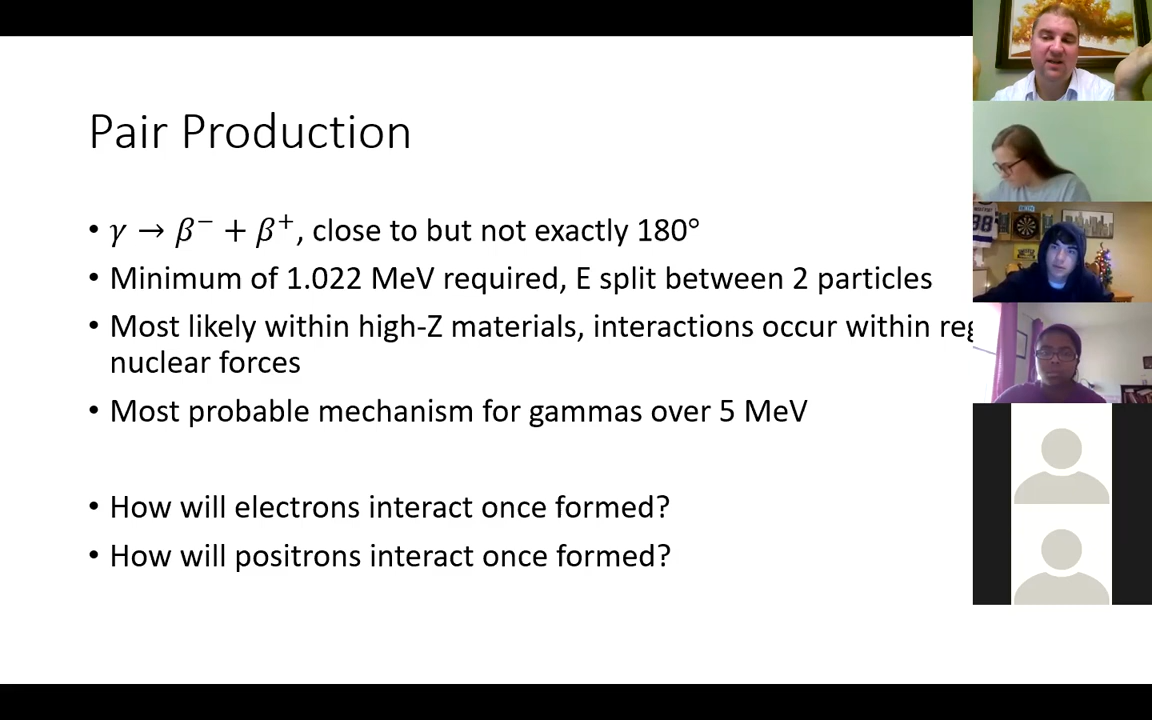 Pair Production
• γ → β⁻ + β⁺, close to but not exactly 180°
• Minimum of 1.022 MeV required, E split between 2 particles
• Most likely within high-Z materials, interactions occur within
nuclear forces
• Most probable mechanism for gammas over 5 MeV
• How will electrons interact once formed?
• How will positrons interact once formed?